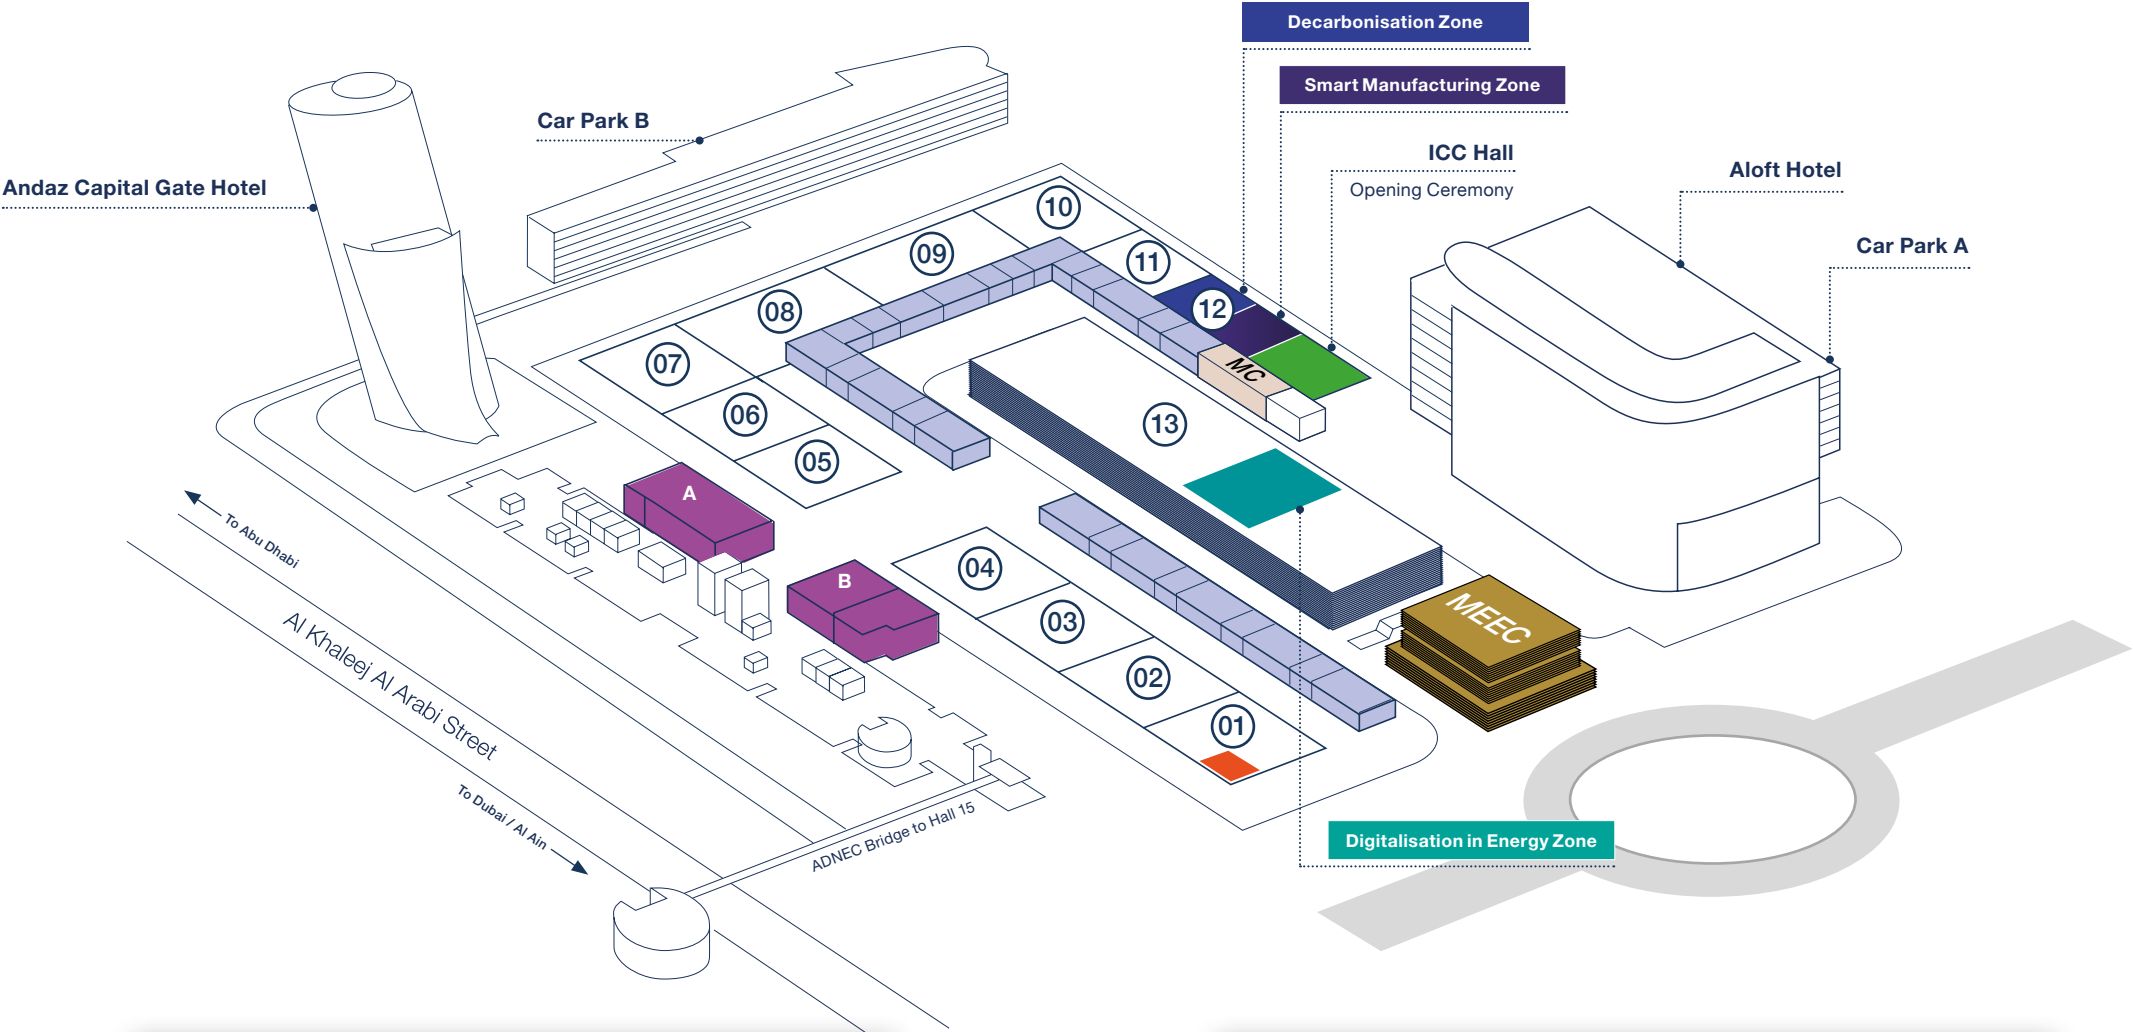 Decarbonisation Zone
Smart Manufacturing Zone
Car Park B
ICC Hall
Opening Ceremony
Aloft Hotel
Andaz Capital Gate Hotel
Car Park A
10
09
11
08
12
07
MC
06
13
05
A
To Abu Dhabi
04
B
03
MEEC
Al Khaleej Al Arabi Street
02
01
To Dubai / Al Ain
ADNEC Bridge to Hall 15
Digitalisation in Energy Zone